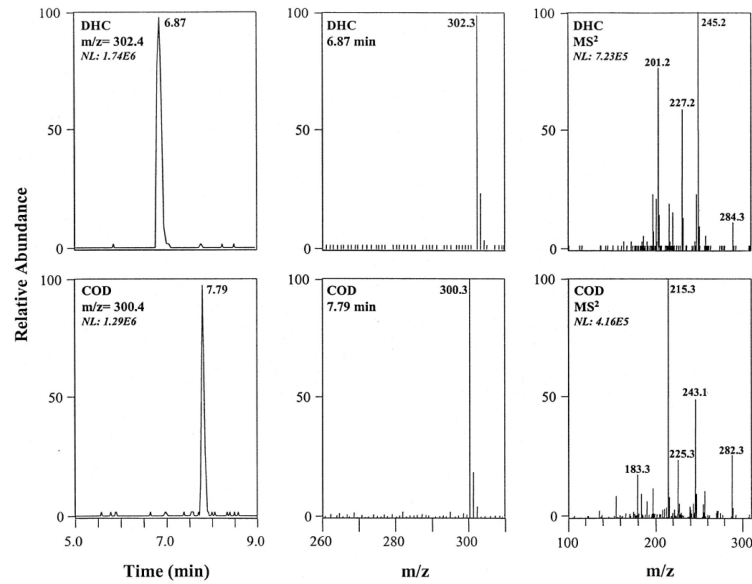 DHC
m/z= 302.4
NL: 1.74E6
6.87
100
50
0
DHC
6.87 min
302.3
100
50
0
DHC
MS²
NL: 7.23E5
245.2
201.2
227.2
284.3
100
50
0
Relative Abundance
COD
m/z= 300.4
NL: 1.29E6
7.79
100
50
0
5.0 7.0 9.0
Time (min)
COD
7.79 min
300.3
100
50
0
260 280 300
m/z
COD
MS²
NL: 4.16E5
215.3
243.1
225.3
183.3
282.3
100
50
0
100 200 300
m/z